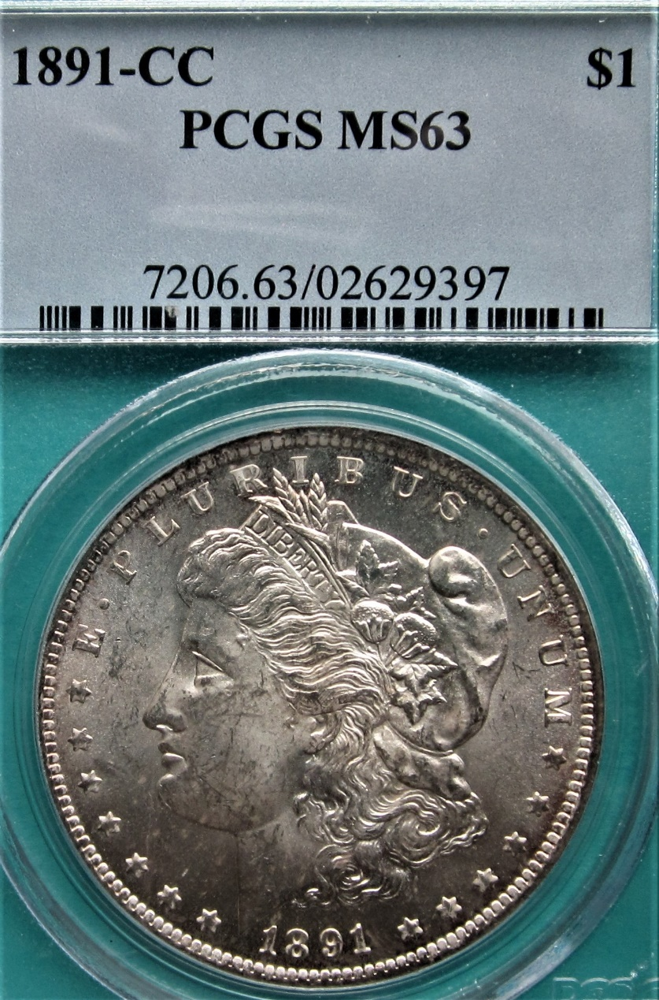 1891-CC $1
PCGS MS63
7206.63/02629397
E · PLURIBUS · UNUM
LIBERTY
1891